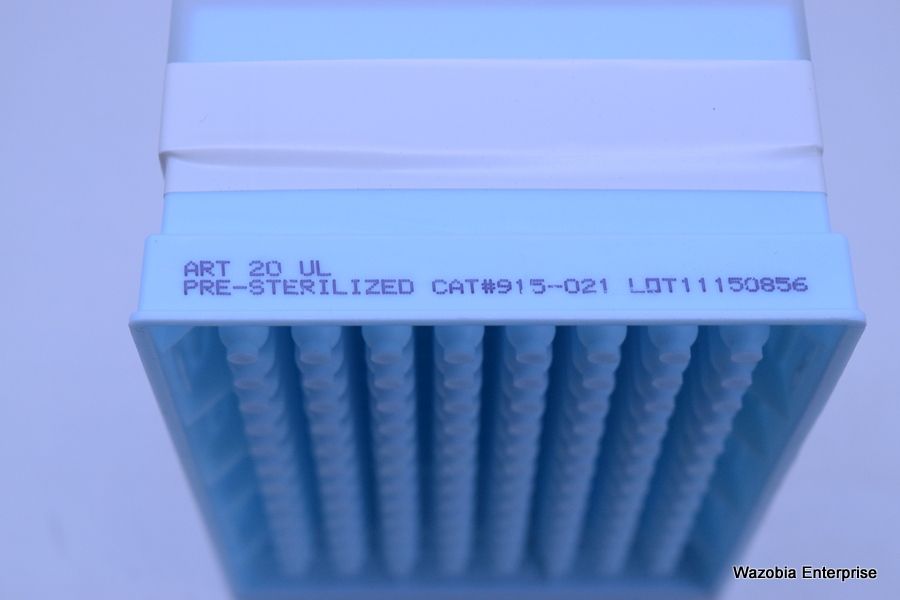 ART 20 UL
PRE-STERILIZED CAT#915-021 LOT11150856
Wazobia Enterprise